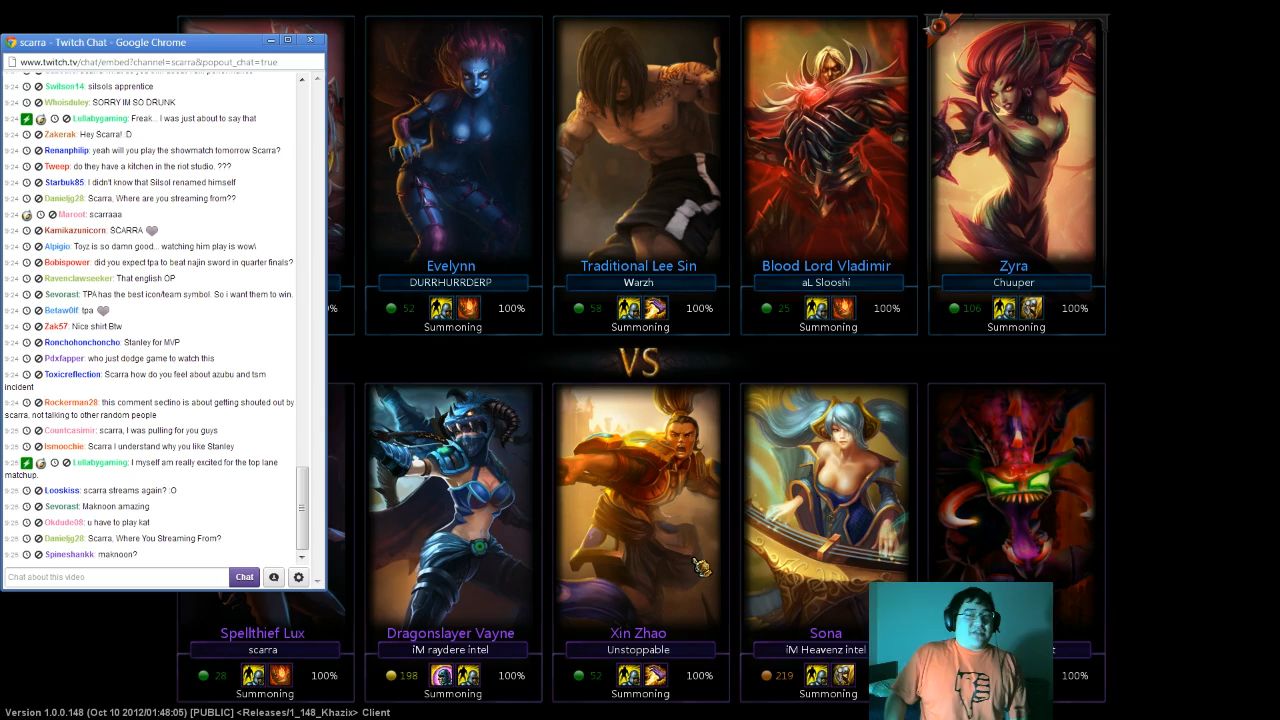 scarra - Twitch Chat - Google Chrome
www.twitch.tv/chat/embed?channel=scarra&popout_chat=true
9:24 Swilson14: silsols apprentice
9:24 Whoisduley: SORRY IM SO DRUNK
9:24 Lullabygaming: Freak... I was just about to say that
9:24 Zakerak: Hey Scarra! :D
9:24 Renanphilip: yeah will you play the showmatch tomorrow Scarra?
9:24 Tweep: do they have a kitchen in the riot studio. ???
9:24 Starbuk85: I didn't know that Silsol renamed himself
9:24 Danieljg28: Scarra, Where are you streaming from??
9:24 Maroot: scarraaa
9:24 Kamikazunicorn: SCARRA
9:24 Alpigio: Toyz is so damn good... watching him play is wow\
9:24 Bobispower: did you expect tpa to beat najin sword in quarter finals?
9:24 Ravenclawseeker: That english OP
9:24 Sevorast: TPA has the best icon/team symbol. So i want them to win.
9:24 Betaw0lf: tpa
9:24 Zak57: Nice shirt Btw
9:24 Ronchohonchoncho: Stanley for MVP
9:24 Pdxfapper: who just dodge game to watch this
9:24 Toxicreflection: Scarra how do you feel about azubu and tsm
incident
9:24 Rockerman28: this comment sectino is about getting shouted out by
scarra, not talking to other random people
9:25 Countcasimir: scarra, I was pulling for you guys
9:25 Ismoochie: Scarra I understand why you like Stanley
9:25 Lullabygaming: I myself am really excited for the top lane
matchup.
9:25 Looskiss: scarra streams again? :O
9:25 Sevorast: Maknoon amazing
9:25 Okdude08: u have to play kat
9:25 Danieljg28: Scarra, Where You Streaming From?
9:25 Spineshankk: maknoon?
Chat about this video
Chat
Evelynn
DURRHURRDERP
52
100%
Summoning
Traditional Lee Sin
Warzh
58
100%
Summoning
Blood Lord Vladimir
aL Slooshi
25
100%
Summoning
Zyra
Chuuper
106
100%
Summoning
VS
Spellthief Lux
scarra
28
100%
Summoning
Dragonslayer Vayne
iM raydere intel
198
100%
Summoning
Xin Zhao
Unstoppable
52
100%
Summoning
Sona
iM Heavenz intel
219
Summoning
100%
Version 1.0.0.148 (Oct 10 2012/01:48:05) [PUBLIC] <Releases/1_148_Khazix> Client